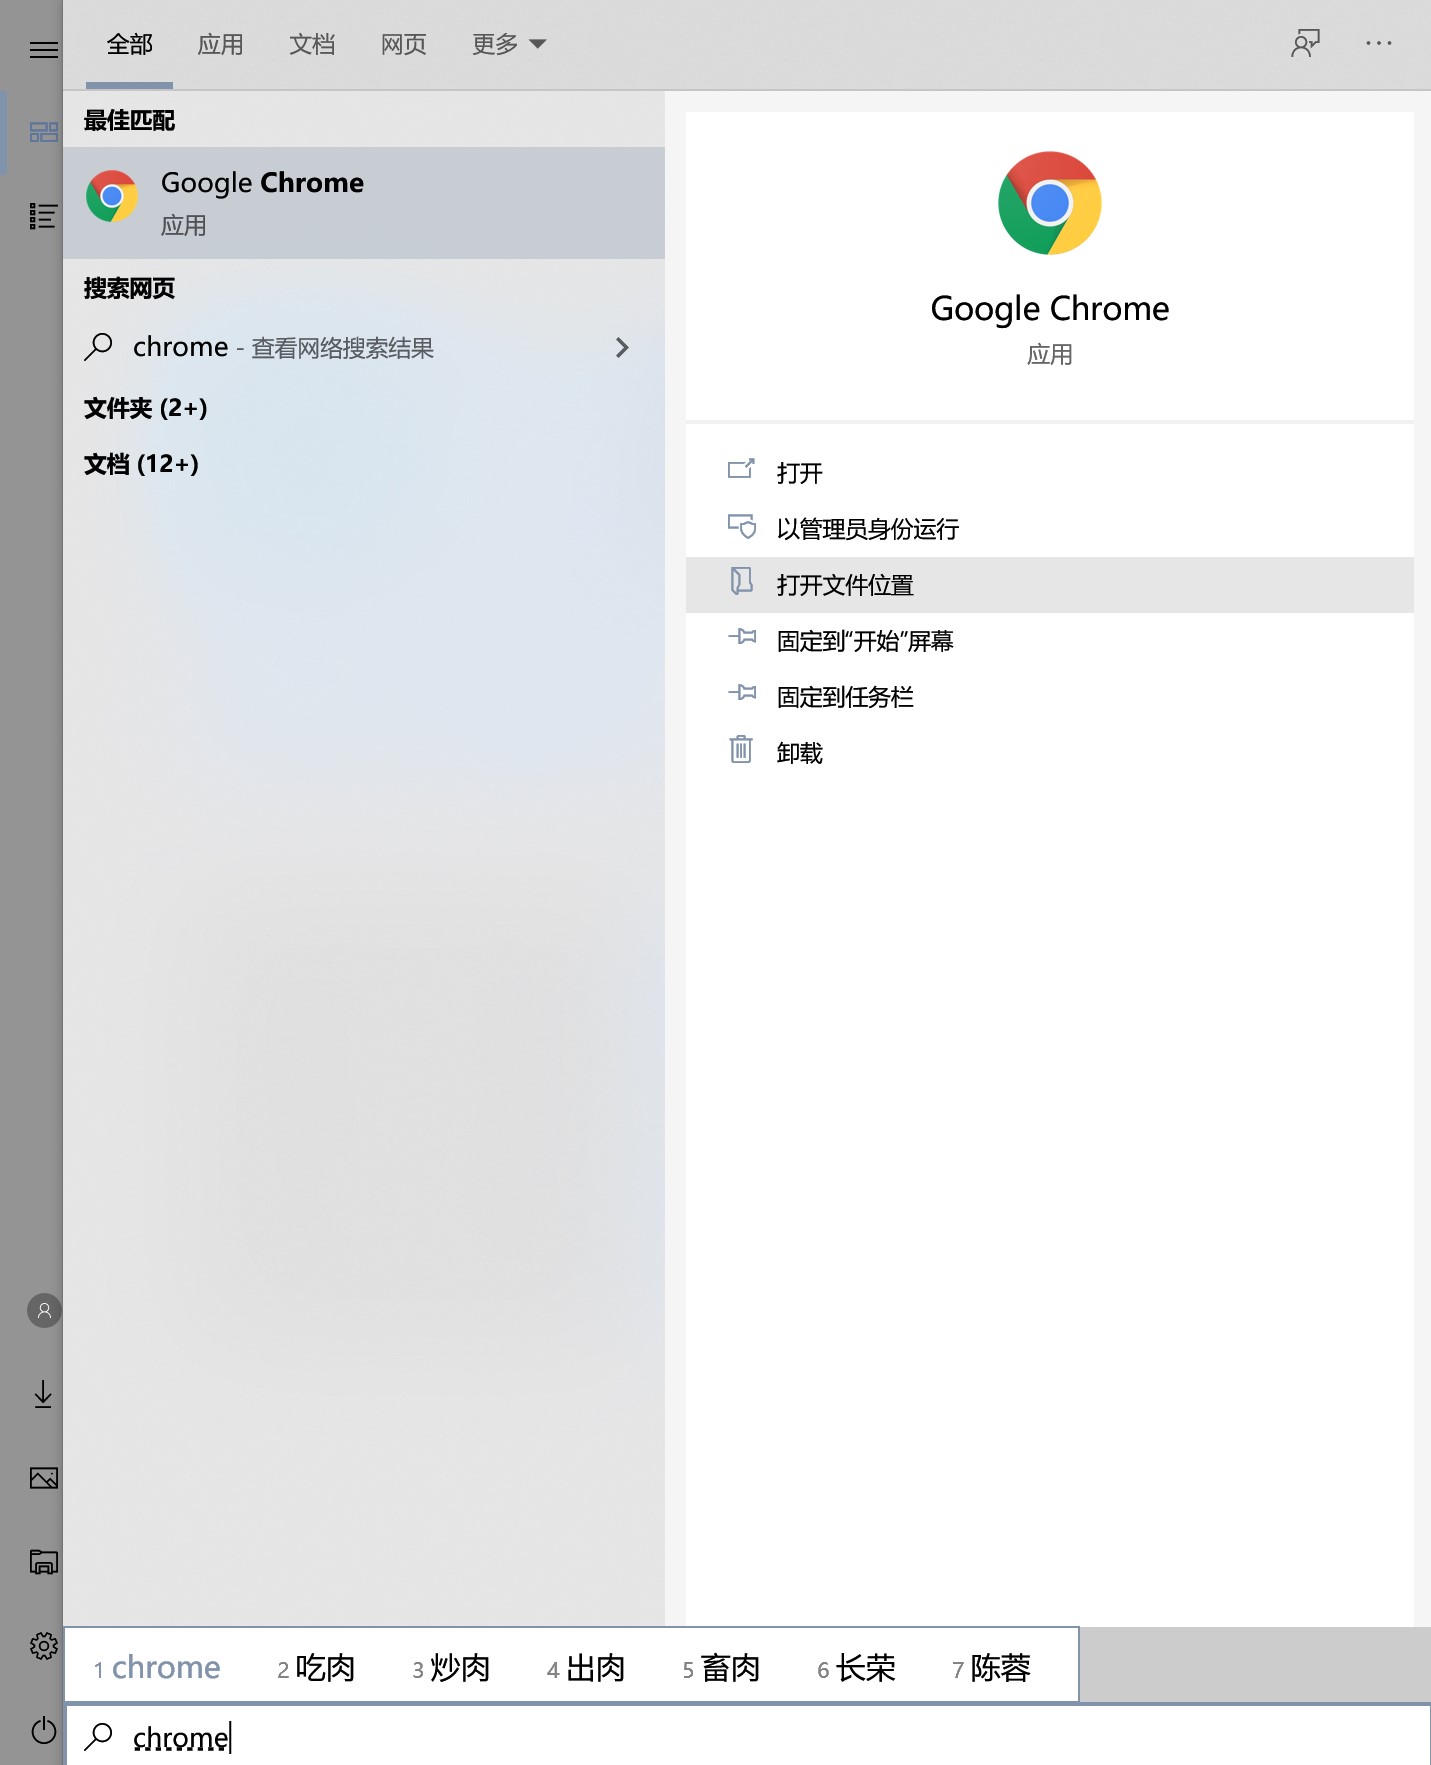 全部 应用 文档 网页 更多
最佳匹配
Google Chrome
应用
搜索网页
chrome - 查看网络搜索结果
文件夹 (2+)
文档 (12+)
Google Chrome
应用
打开
以管理员身份运行
打开文件位置
固定到“开始”屏幕
固定到任务栏
卸载
1 chrome 2 吃肉 3 炒肉 4 出肉 5 畜肉 6 长荣 7 陈蓉
chrome